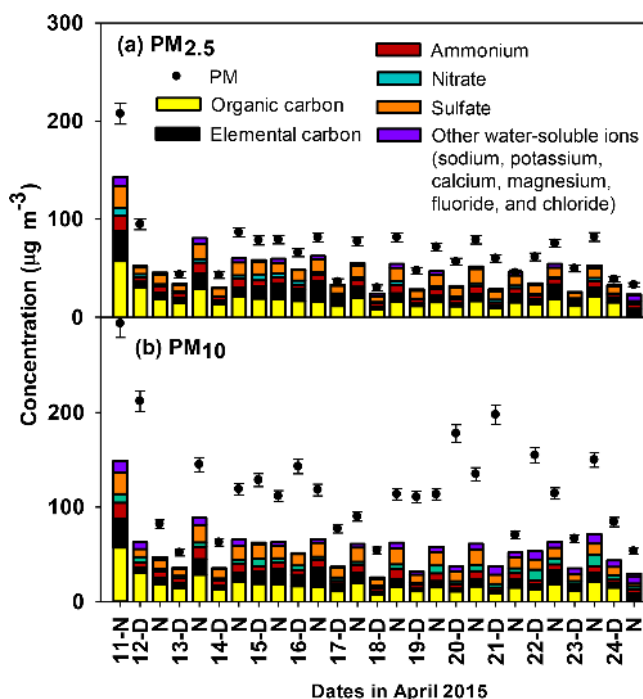 300
(a) PM2.5
PM
Organic carbon
Elemental carbon
Ammonium
Nitrate
Sulfate
Other water-soluble ions
(sodium, potassium,
calcium, magnesium,
fluoride, and chloride)
200
100
0
Concentration (μg m⁻³)
(b) PM10
200
100
0
11-N
12-D
N
13-D
N
14-D
N
15-D
N
16-D
N
17-D
N
18-D
N
19-D
N
20-D
N
21-D
N
22-D
N
23-D
N
24-D
N
Dates in April 2015